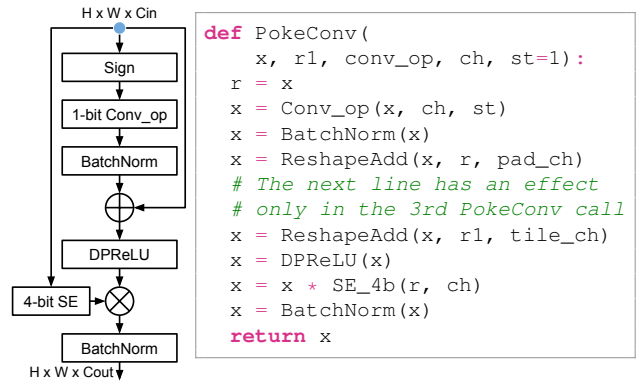 H x W x Cin
Sign
1-bit Conv_op
BatchNorm
DPReLU
4-bit SE
BatchNorm
H x W x Cout
def PokeConv(
x, r1, conv_op, ch, st=1):
r = x
x = Conv_op(x, ch, st)
x = BatchNorm(x)
x = ReshapeAdd(x, r, pad_ch)
# The next line has an effect
# only in the 3rd PokeConv call
x = ReshapeAdd(x, r1, tile_ch)
x = DPReLU(x)
x = x * SE_4b(r, ch)
x = BatchNorm(x)
return x